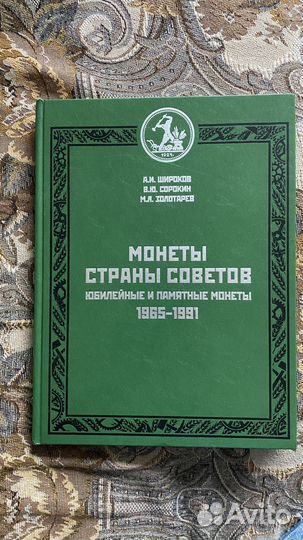 1924
А.И. ШИРОКОВ
В.Ю. СОРОКИН
М.Л. ЗОЛОТАРЕВ
МОНЕТЫ
СТРАНЫ СОВЕТОВ
ЮБИЛЕЙНЫЕ И ПАМЯТНЫЕ МОНЕТЫ
1965-1991
Avito